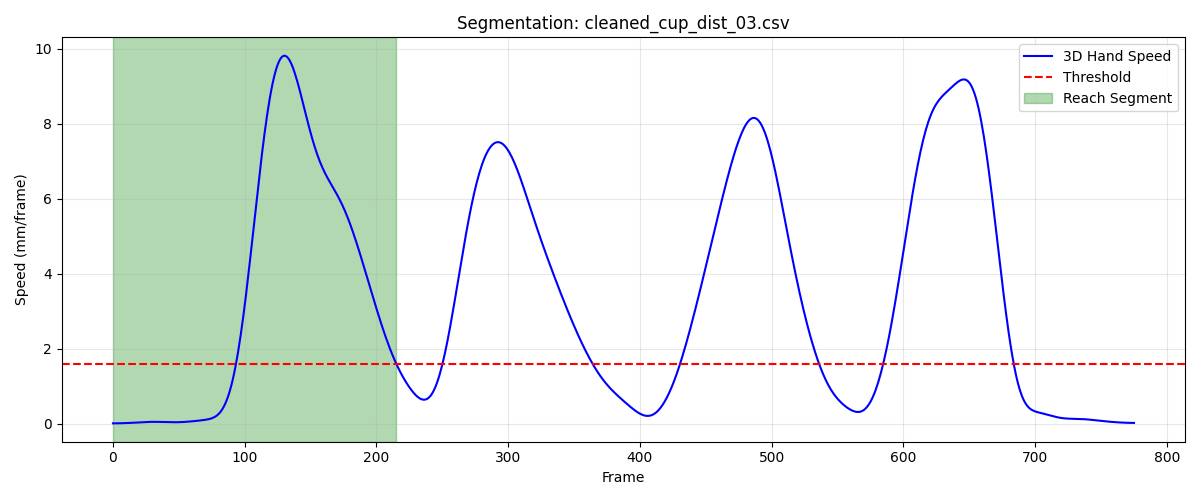 Segmentation: cleaned_cup_dist_03.csv
3D Hand Speed
Threshold
Reach Segment
Speed (mm/frame)
10
8
6
4
2
0
0 100 200 300 400 500 600 700 800
Frame